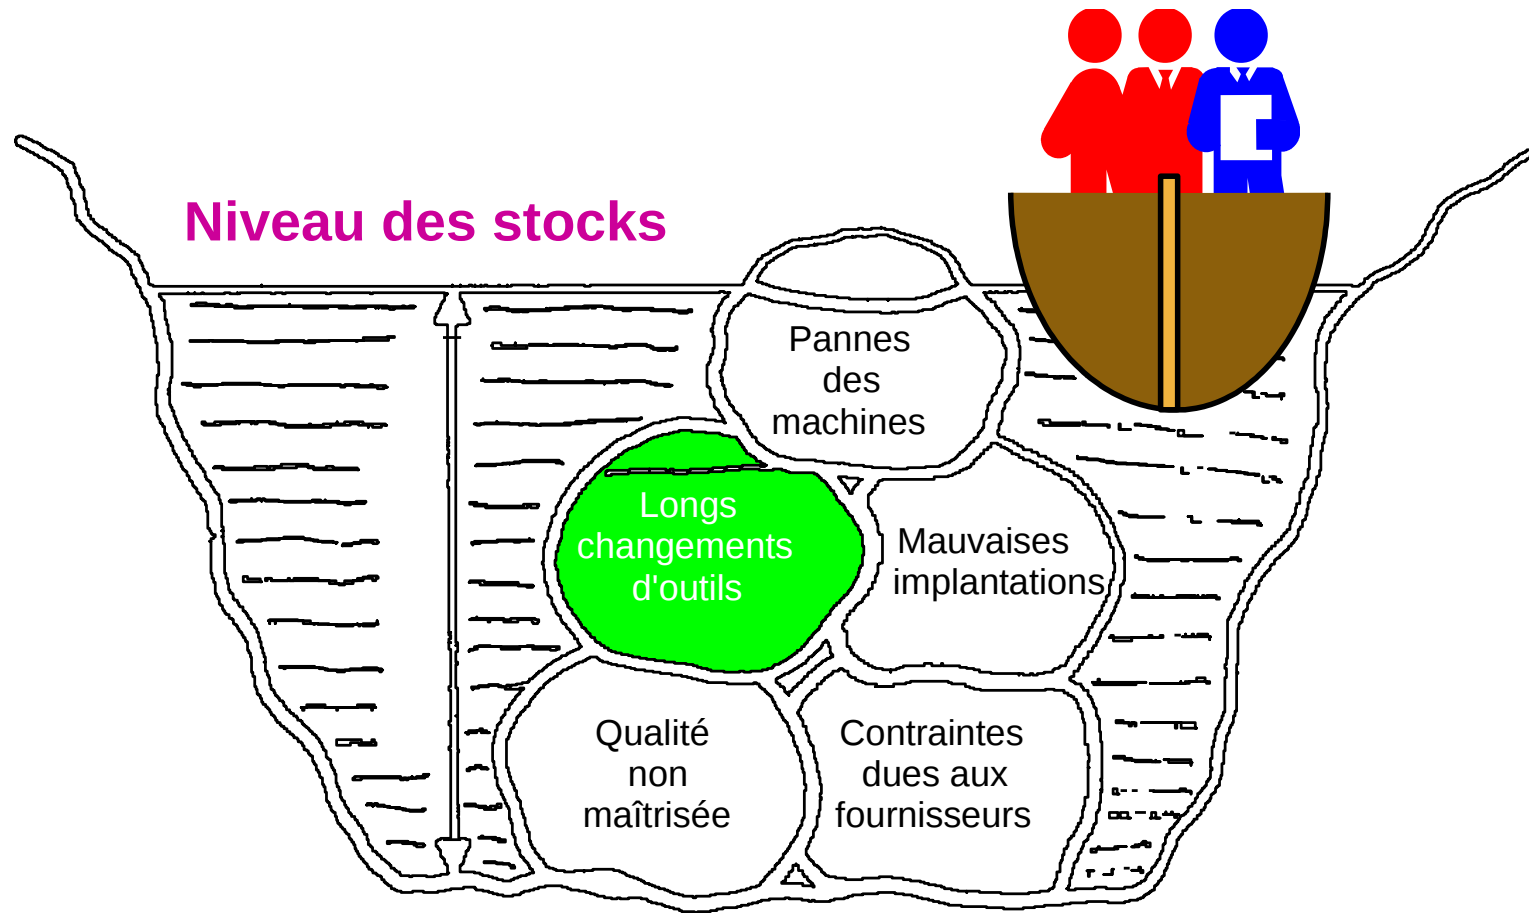 Niveau des stocks
Pannes
des
machines
Longs
changements
d'outils
Mauvaises
implantations
Qualité
non
maîtrisée
Contraintes
dues aux
fournisseurs